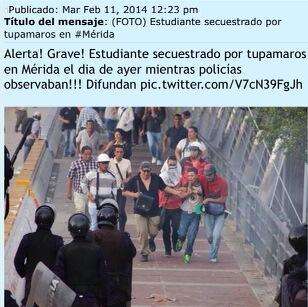 Publicado: Mar Feb 11, 2014 12:23 pm
Título del mensaje: (FOTO) Estudiante secuestrado por
tupamaros en #Mérida
Alerta! Grave! Estudiante secuestrado por tupamaros
en Mérida el dia de ayer mientras policías
observaban!!! Difundan pic.twitter.com/V7cN39FgJh